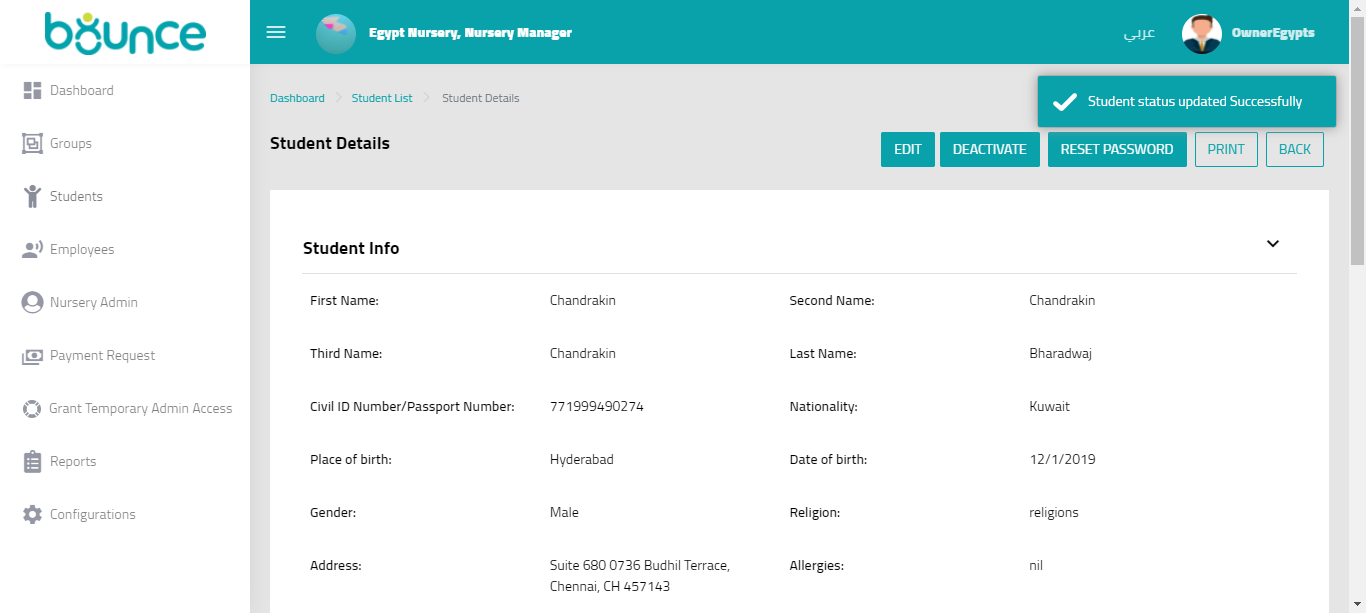 bounce
Egypt Nursery, Nursery Manager
عربي
OwnerEgypts
Dashboard
Groups
Students
Employees
Nursery Admin
Payment Request
Grant Temporary Admin Access
Reports
Configurations
Dashboard > Student List > Student Details
Student status updated Successfully
Student Details
EDIT DEACTIVATE RESET PASSWORD PRINT BACK
Student Info
First Name: Chandrakin Second Name: Chandrakin
Third Name: Chandrakin Last Name: Bharadwaj
Civil ID Number/Passport Number: 771999490274 Nationality: Kuwait
Place of birth: Hyderabad Date of birth: 12/1/2019
Gender: Male Religion: religions
Address: Suite 680 0736 Budhil Terrace, Allergies: nil
Chennai, CH 457143